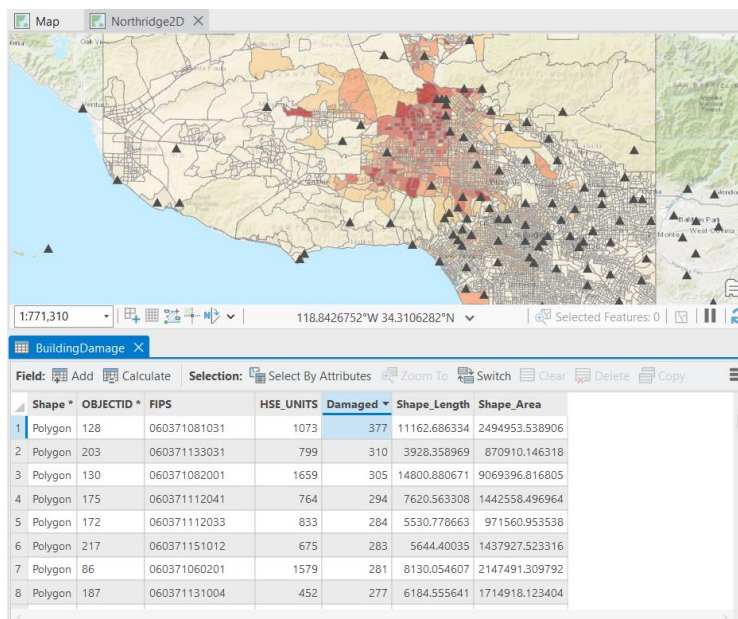 Map Northridge2D
Oak View
Ventura
Baldwin Park
West Covina
1:771,310 118.8426752°W 34.3106282°N Selected Features: 0
BuildingDamage
Field: Add Calculate Selection: Select By Attributes Zoom To Switch Clear Delete Copy
Shape * OBJECTID * FIPS HSE_UNITS Damaged Shape_Length Shape_Area
1 Polygon 128 060371081031 1073 377 11162.686334 2494953.538906
2 Polygon 203 060371133031 799 310 3928.358969 870910.146318
3 Polygon 130 060371082001 1659 305 14800.880671 9069396.816805
4 Polygon 175 060371112041 764 294 7620.563308 1442558.496964
5 Polygon 172 060371112033 833 284 5530.778663 971560.953538
6 Polygon 217 060371151012 675 283 5644.40035 1437927.523316
7 Polygon 86 060371060201 1579 281 8130.054607 2147491.309792
8 Polygon 187 060371131004 452 277 6184.555641 1714918.123404